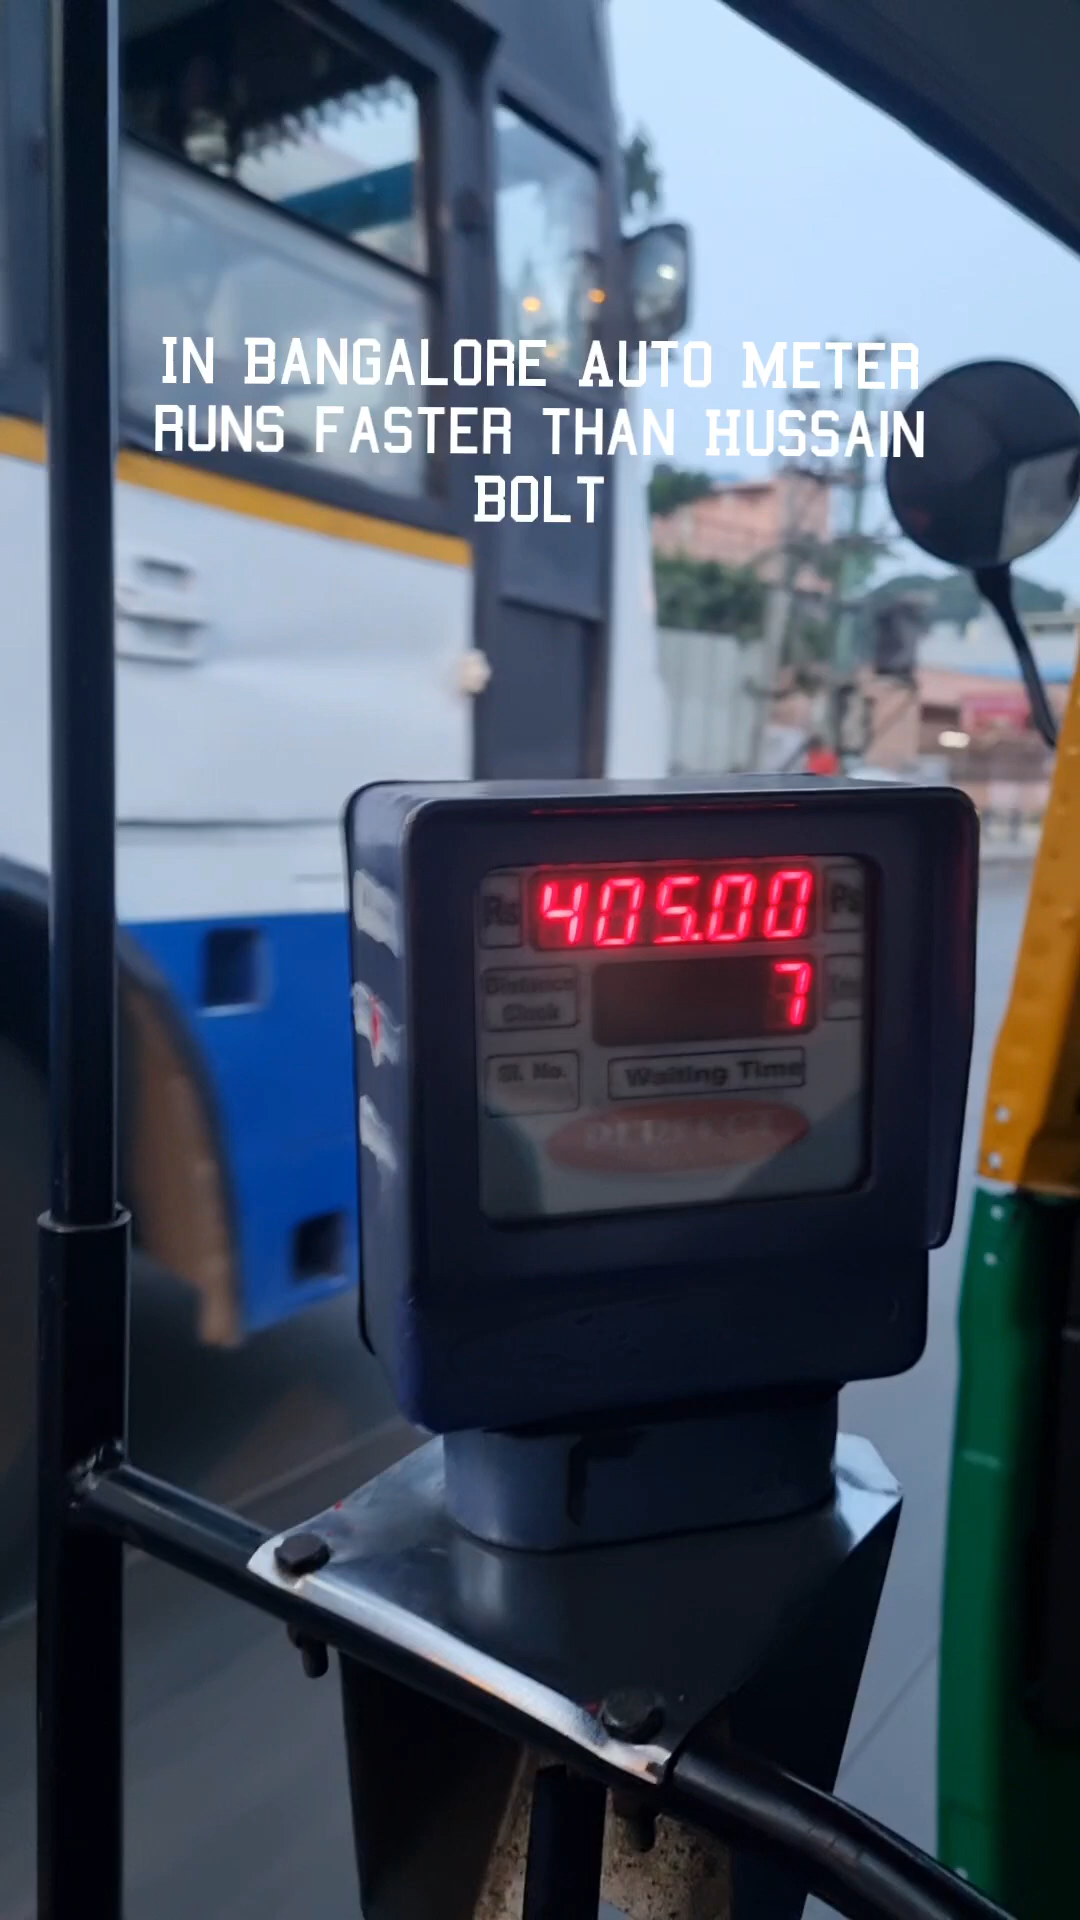 IN BANGALORE AUTO METER
RUNS FASTER THAN HUSSAIN
BOLT
Rs 405.00 Ps
Distance 7
Clock
Sl. No. Waiting Time